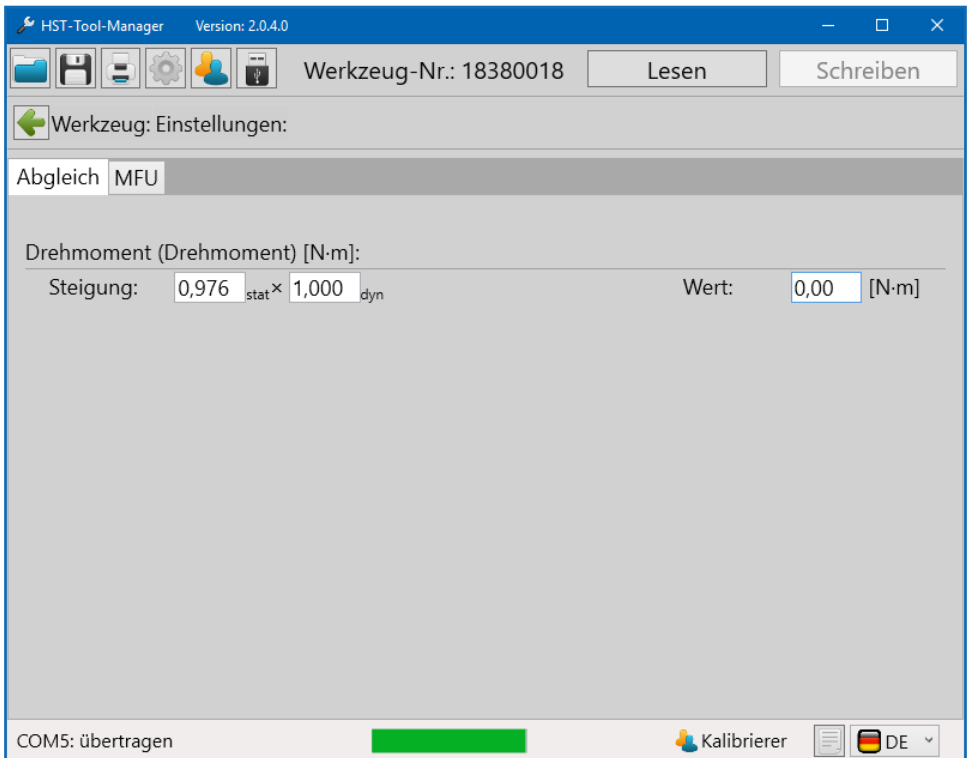 HST-Tool-Manager Version: 2.0.4.0
Werkzeug-Nr.: 18380018 Lesen Schreiben
Werkzeug: Einstellungen:
Abgleich MFU
Drehmoment (Drehmoment) [N·m]:
Steigung: 0,976 stat × 1,000 dyn Wert: 0,00 [N·m]
COM5: übertragen Kalibrierer DE